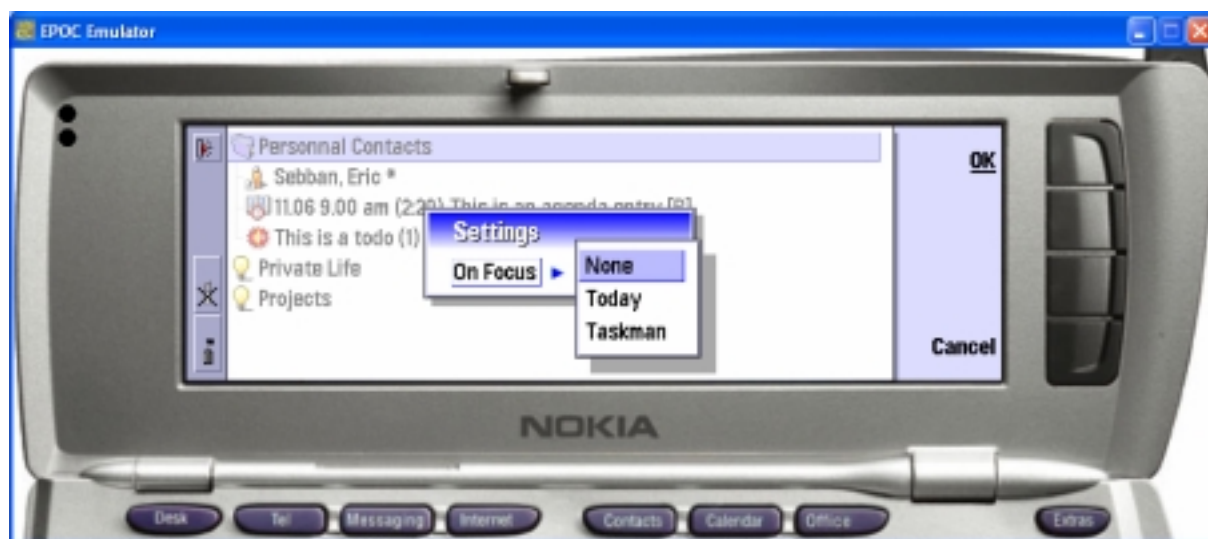 EPOC Emulator
Personnal Contacts
Sebban, Eric *
11.06 9.00 am (2:20) This is an agenda entry [B]
This is a todo (1)
Private Life
Projects
Settings
On Focus
None
Today
Taskman
OK
Cancel
NOKIA
Desk
Tel
Messaging
Internet
Contacts
Calendar
Office
Extras